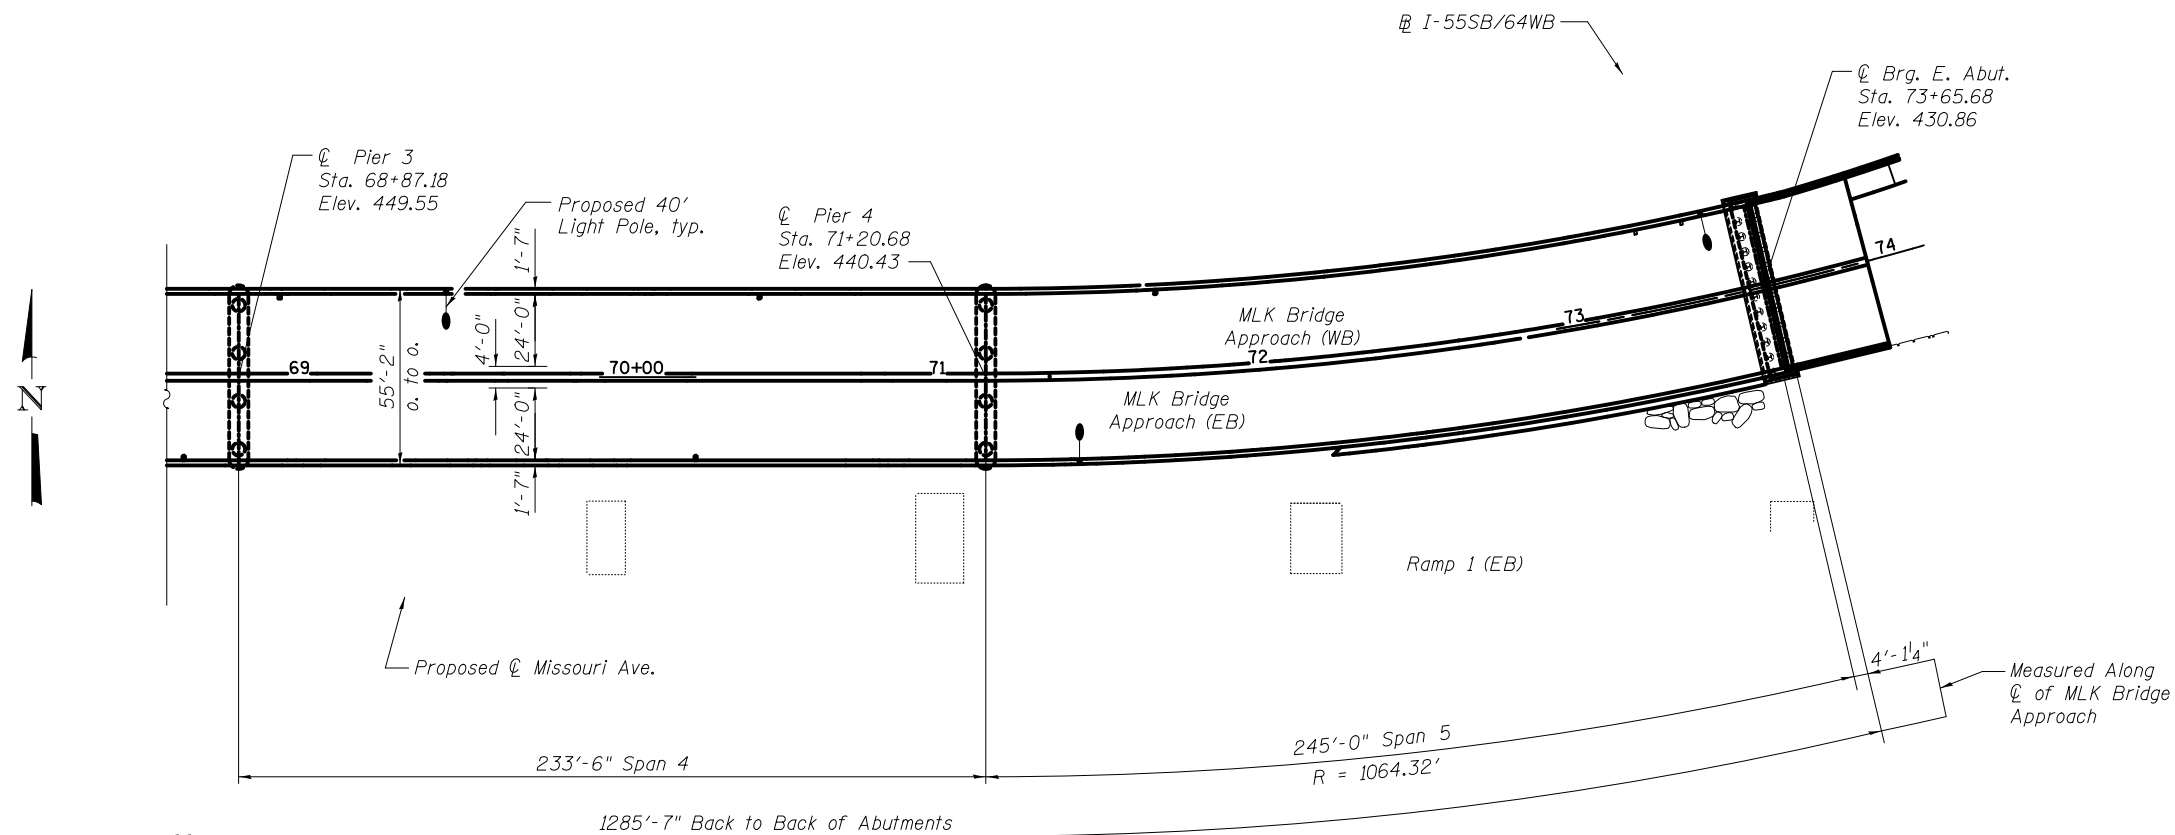 ℄ I-55SB/64WB
℄ Brg. E. Abut.
Sta. 73+65.68
Elev. 430.86
℄ Pier 3
Sta. 68+87.18
Elev. 449.55
Proposed 40'
Light Pole, typ.
℄ Pier 4
Sta. 71+20.68
Elev. 440.43
1'-7"
24'-0"
4'-0"
24'-0"
1'-7"
55'-2"
o. to o.
69
70+00
71
72
73
74
MLK Bridge
Approach (WB)
MLK Bridge
Approach (EB)
N
Ramp 1 (EB)
Proposed ℄ Missouri Ave.
4'-1¼"
Measured Along
℄ of MLK Bridge
Approach
233'-6" Span 4
245'-0" Span 5
R = 1064.32'
1285'-7" Back to Back of Abutments